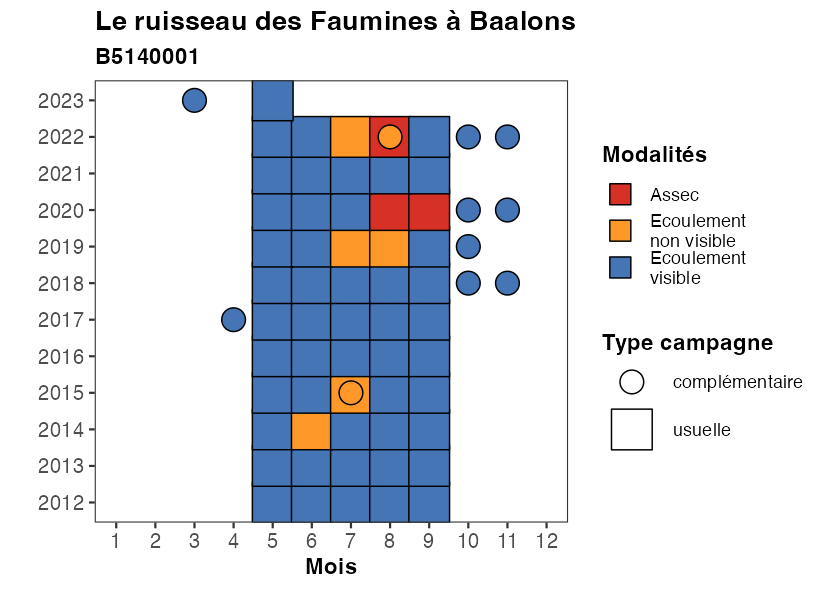 Le ruisseau des Faumines à Baalons
B5140001
2023
2022
2021
2020
2019
2018
2017
2016
2015
2014
2013
2012
1 2 3 4 5 6 7 8 9 10 11 12
Mois
Modalités
Assec
Ecoulement
non visible
Ecoulement
visible
Type campagne
complémentaire
usuelle